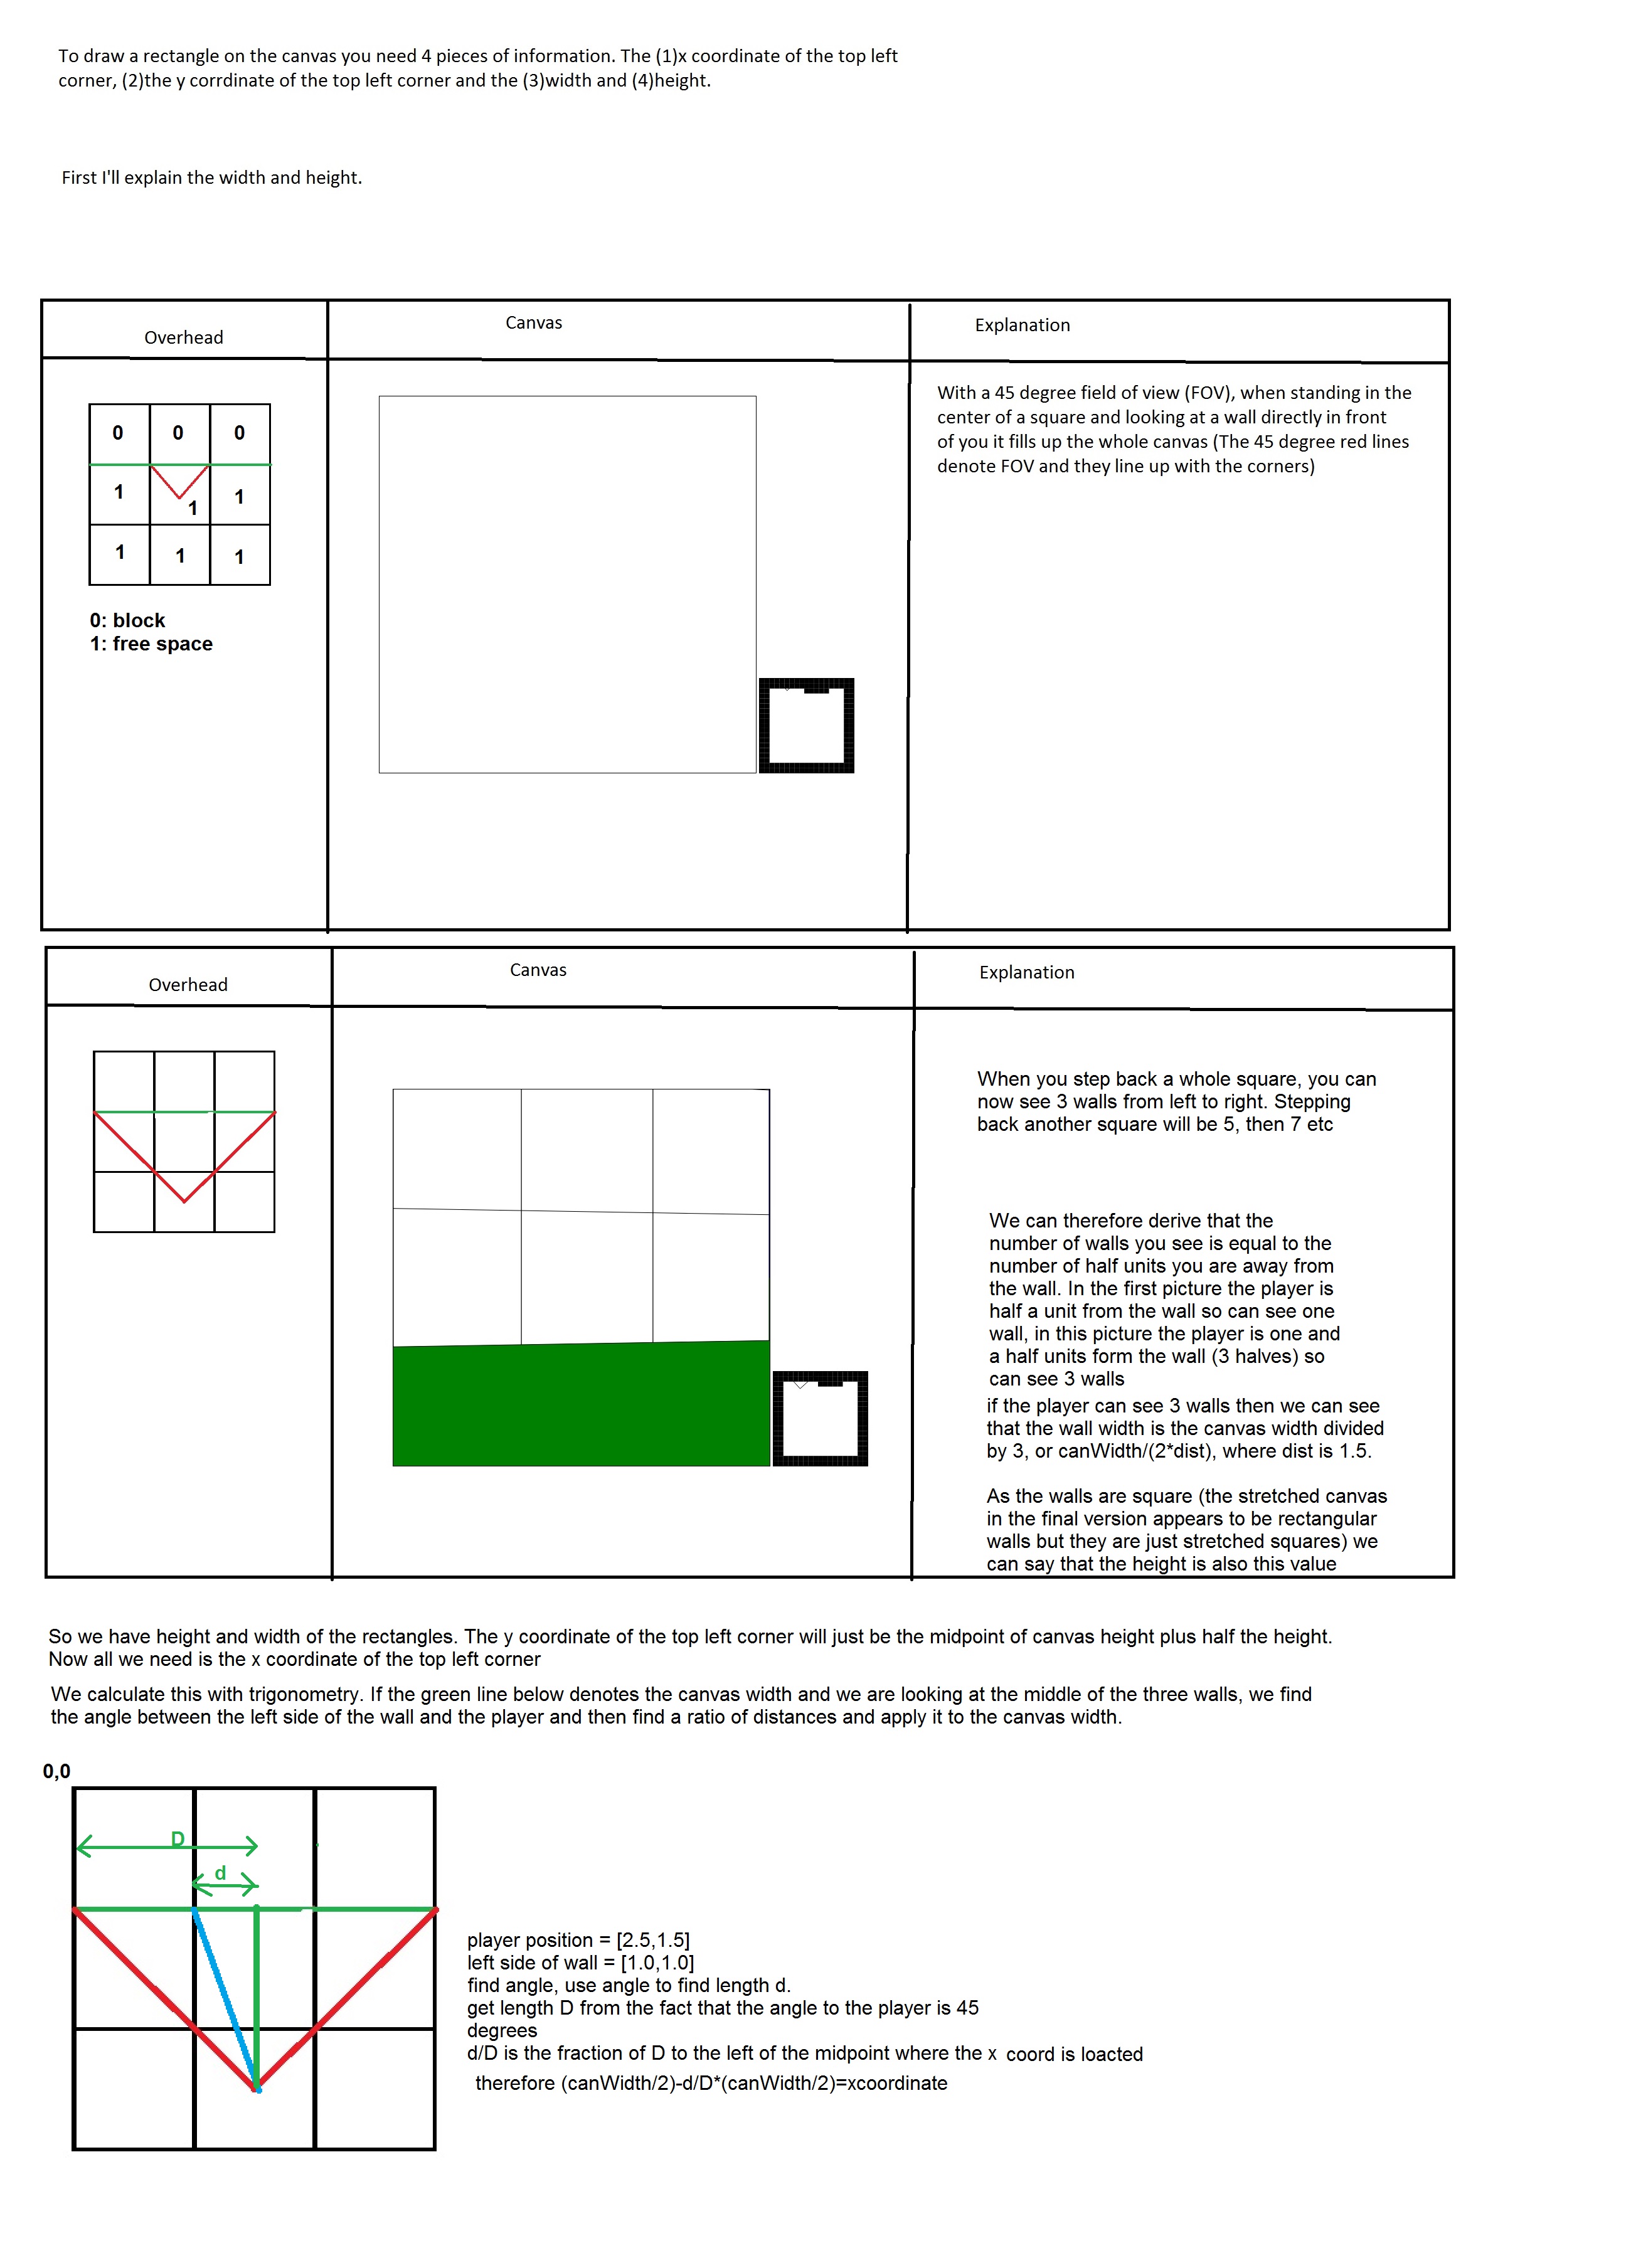 To draw a rectangle on the canvas you need 4 pieces of information. The (1)x coordinate of the top left
corner, (2)the y corrdinate of the top left corner and the (3)width and (4)height.
First I'll explain the width and height.
Overhead
Canvas
Explanation
0 0 0
1 1 1
1 1 1
0: block
1: free space
With a 45 degree field of view (FOV), when standing in the
center of a square and looking at a wall directly in front
of you it fills up the whole canvas (The 45 degree red lines
denote FOV and they line up with the corners)
Overhead
Canvas
Explanation
When you step back a whole square, you can
now see 3 walls from left to right. Stepping
back another square will be 5, then 7 etc
We can therefore derive that the
number of walls you see is equal to the
number of half units you are away from
the wall. In the first picture the player is
half a unit from the wall so can see one
wall, in this picture the player is one and
a half units form the wall (3 halves) so
can see 3 walls
if the player can see 3 walls then we can see
that the wall width is the canvas width divided
by 3, or canWidth/(2*dist), where dist is 1.5.
As the walls are square (the stretched canvas
in the final version appears to be rectangular
walls but they are just stretched squares) we
can say that the height is also this value
So we have height and width of the rectangles. The y coordinate of the top left corner will just be the midpoint of canvas height plus half the height.
Now all we need is the x coordinate of the top left corner
We calculate this with trigonometry. If the green line below denotes the canvas width and we are looking at the middle of the three walls, we find
the angle between the left side of the wall and the player and then find a ratio of distances and apply it to the canvas width.
0,0
D
d
player position = [2.5,1.5]
left side of wall = [1.0,1.0]
find angle, use angle to find length d.
get length D from the fact that the angle to the player is 45
degrees
d/D is the fraction of D to the left of the midpoint where the x coord is loacted
therefore (canWidth/2)-d/D*(canWidth/2)=xcoordinate